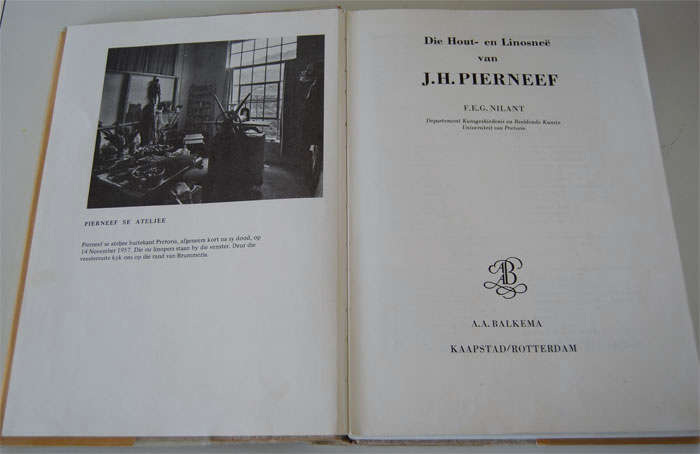 PIERNEEF SE ATELJEE
Pierneef se ateljee buitekant Pretoria, afgeneem kort na sy dood, op
14 November 1957. Die ou linopers staan by die venster. Deur die
vensterruite kyk ons op die rand van Brummeria.
Die Hout- en Linosneë
van
J.H. PIERNEEF
F.E.G. NILANT
Departement Kunsgeskiedenis en Beeldende Kunste
Universiteit van Pretoria
AAB
A.A. BALKEMA
KAAPSTAD/ROTTERDAM